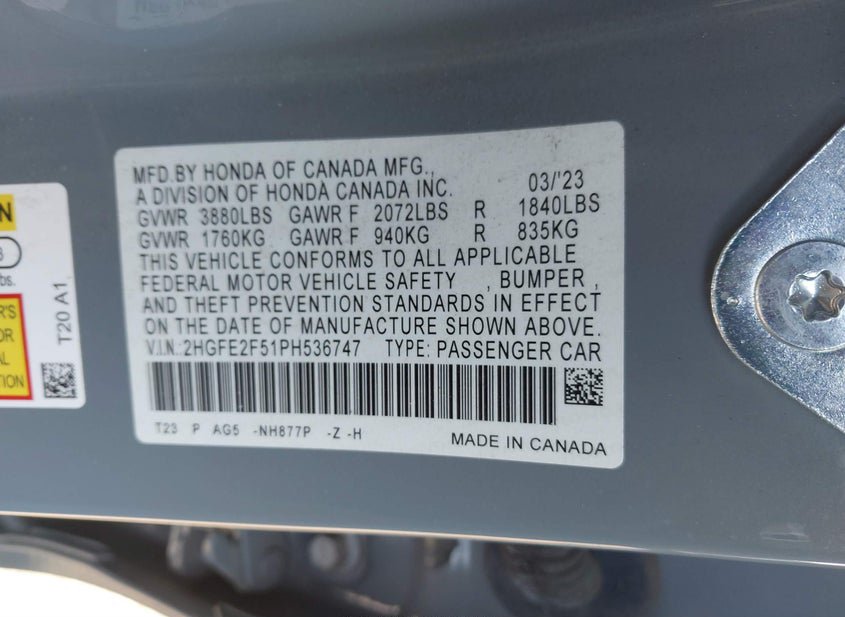 MFD.BY HONDA OF CANADA MFG.,
A DIVISION OF HONDA CANADA INC. 03/'23
GVWR 3880LBS GAWR F 2072LBS R 1840LBS
GVWR 1760KG GAWR F 940KG R 835KG
THIS VEHICLE CONFORMS TO ALL APPLICABLE
FEDERAL MOTOR VEHICLE SAFETY , BUMPER ,
AND THEFT PREVENTION STANDARDS IN EFFECT
ON THE DATE OF MANUFACTURE SHOWN ABOVE.
V.I.N.:2HGFE2F51PH536747 TYPE: PASSENGER CAR
T23 P AG5 -NH877P -Z -H
MADE IN CANADA
T20 A1